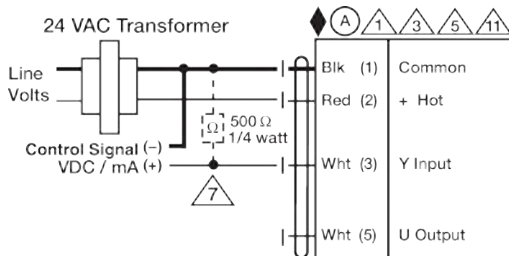 24 VAC Transformer
A 1 3 5 11
Line Volts
Blk (1) Common
Red (2) + Hot
Ω 500 Ω
1/4 watt
Control Signal (–)
VDC / mA (+)
Wht (3) Y Input
7
Wht (5) U Output